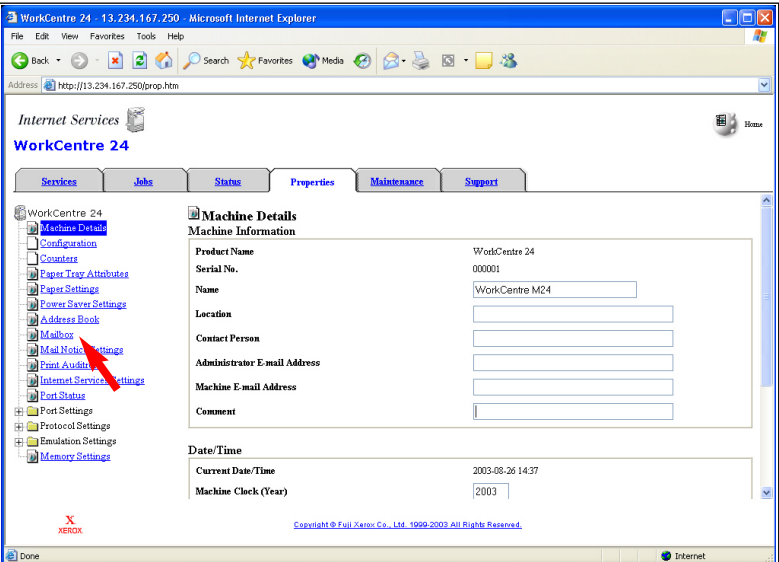 WorkCentre 24 - 13.234.167.250 - Microsoft Internet Explorer
File Edit View Favorites Tools Help
Back Search Favorites Media
Address http://13.234.167.250/prop.htm
Internet Services Home
WorkCentre 24
Services Jobs Status Properties Maintenance Support
WorkCentre 24
Machine Details
Configuration
Counters
Paper Tray Attributes
Paper Settings
Power Saver Settings
Address Book
Mailbox
Mail Notice Settings
Print Auditron
Internet Services Settings
Port Status
Port Settings
Protocol Settings
Emulation Settings
Memory Settings
Machine Details
Machine Information
Product Name WorkCentre 24
Serial No. 000001
Name WorkCentre M24
Location
Contact Person
Administrator E-mail Address
Machine E-mail Address
Comment
Date/Time
Current Date/Time 2003-08-26 14:37
Machine Clock (Year) 2003
X
XEROX
Copyright © Fuji Xerox Co., Ltd. 1999-2003 All Rights Reserved.
Done Internet